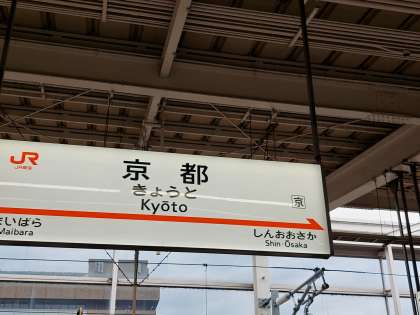 JR
JR東海
京都
きょうと
Kyōto
京
まいばら
Maibara
しんおおさか
Shin-Ōsaka